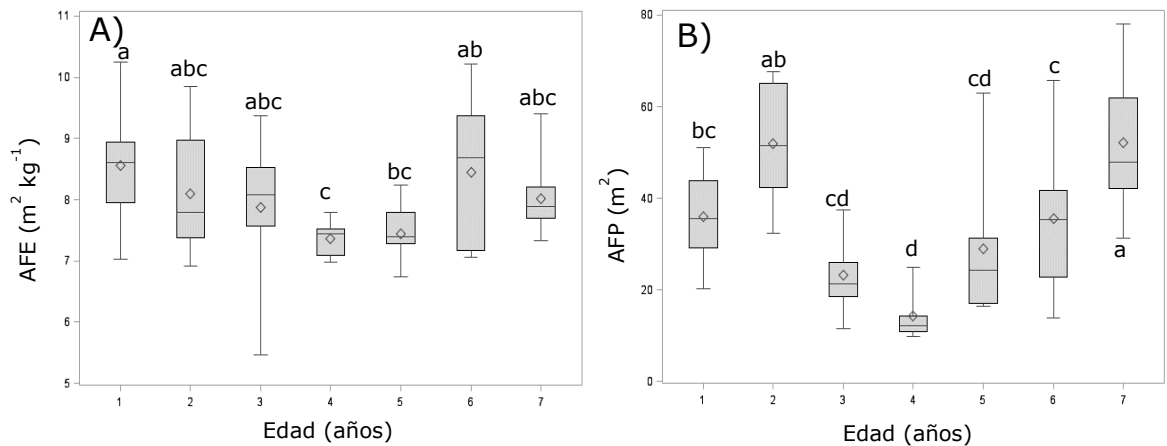 A)
11
10
9
8
7
6
5
AFE (m² kg⁻¹)
a
abc
abc
c
bc
ab
abc
1 2 3 4 5 6 7
Edad (años)
B)
80
60
40
20
0
AFP (m²)
bc
ab
cd
d
cd
c
a
1 2 3 4 5 6 7
Edad (años)